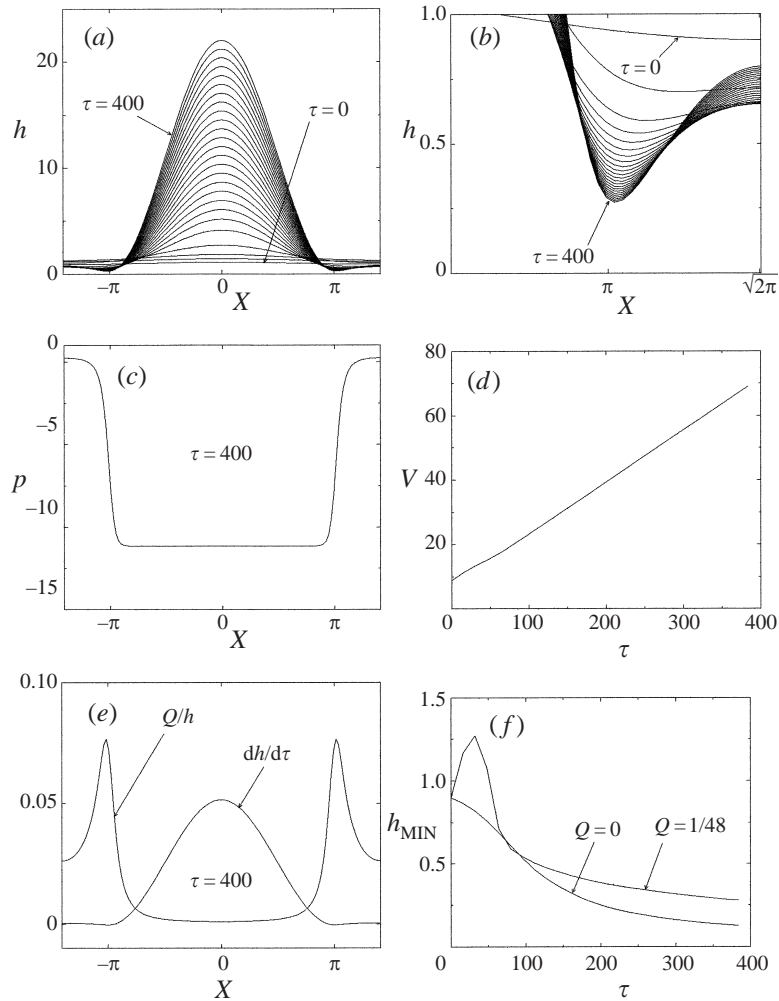 (a)
20
10
0
h
τ = 400
τ = 0
−π
0
π
X
(b)
1.0
0.5
0
h
τ = 0
τ = 400
π
√2π
X
(c)
0
−5
−10
−15
p
τ = 400
−π
0
π
X
(d)
80
60
40
20
V
0
100
200
300
400
τ
(e)
0.10
0.05
0
Q/h
dh/dτ
τ = 400
−π
0
π
X
(f)
1.5
1.0
0.5
0
hMIN
Q = 0
Q = 1/48
0
100
200
300
400
τ